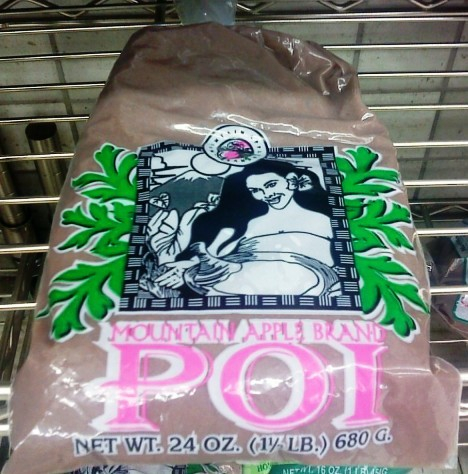 MOUNTAIN APPLE BRAND
POI
NET WT. 24 OZ. (1½ LB.) 680 G.